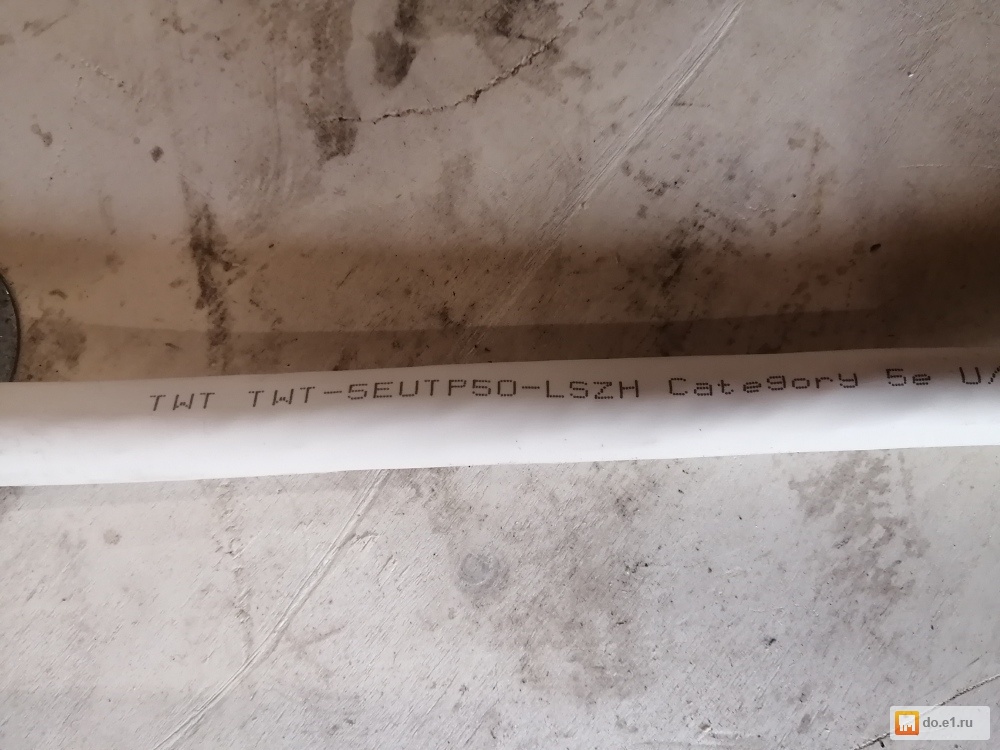 TWT TWT-5EUTP50-LSZH Category 5e U/
do.e1.ru